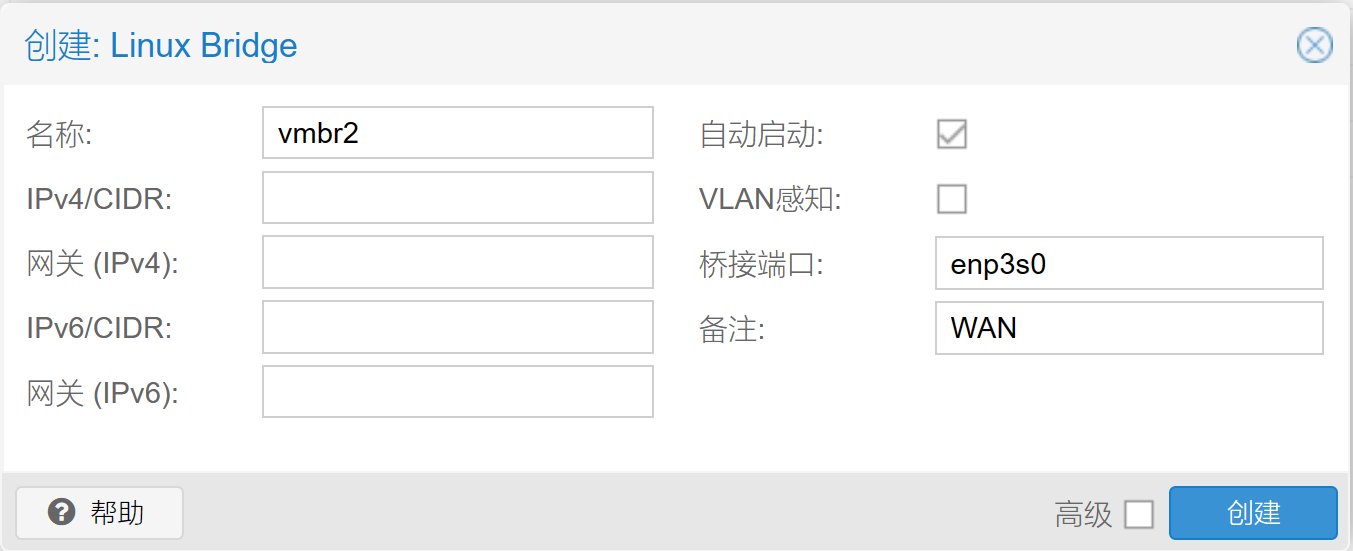 创建: Linux Bridge
名称: vmbr2 自动启动:
IPv4/CIDR: VLAN感知:
网关 (IPv4): 桥接端口: enp3s0
IPv6/CIDR: 备注: WAN
网关 (IPv6):
帮助 高级 创建